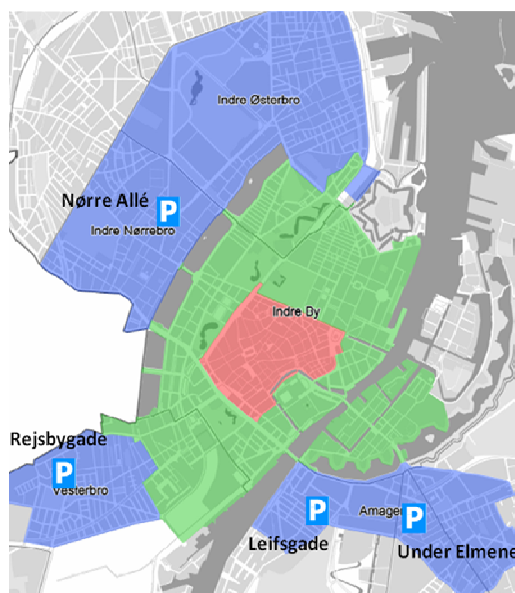 Indre Østerbro
Nørre Allé
P
Indre Nørrebro
Indre By
Rejsbygade
P
Vesterbro
P
Amager
P
Leifsgade
Under Elmene